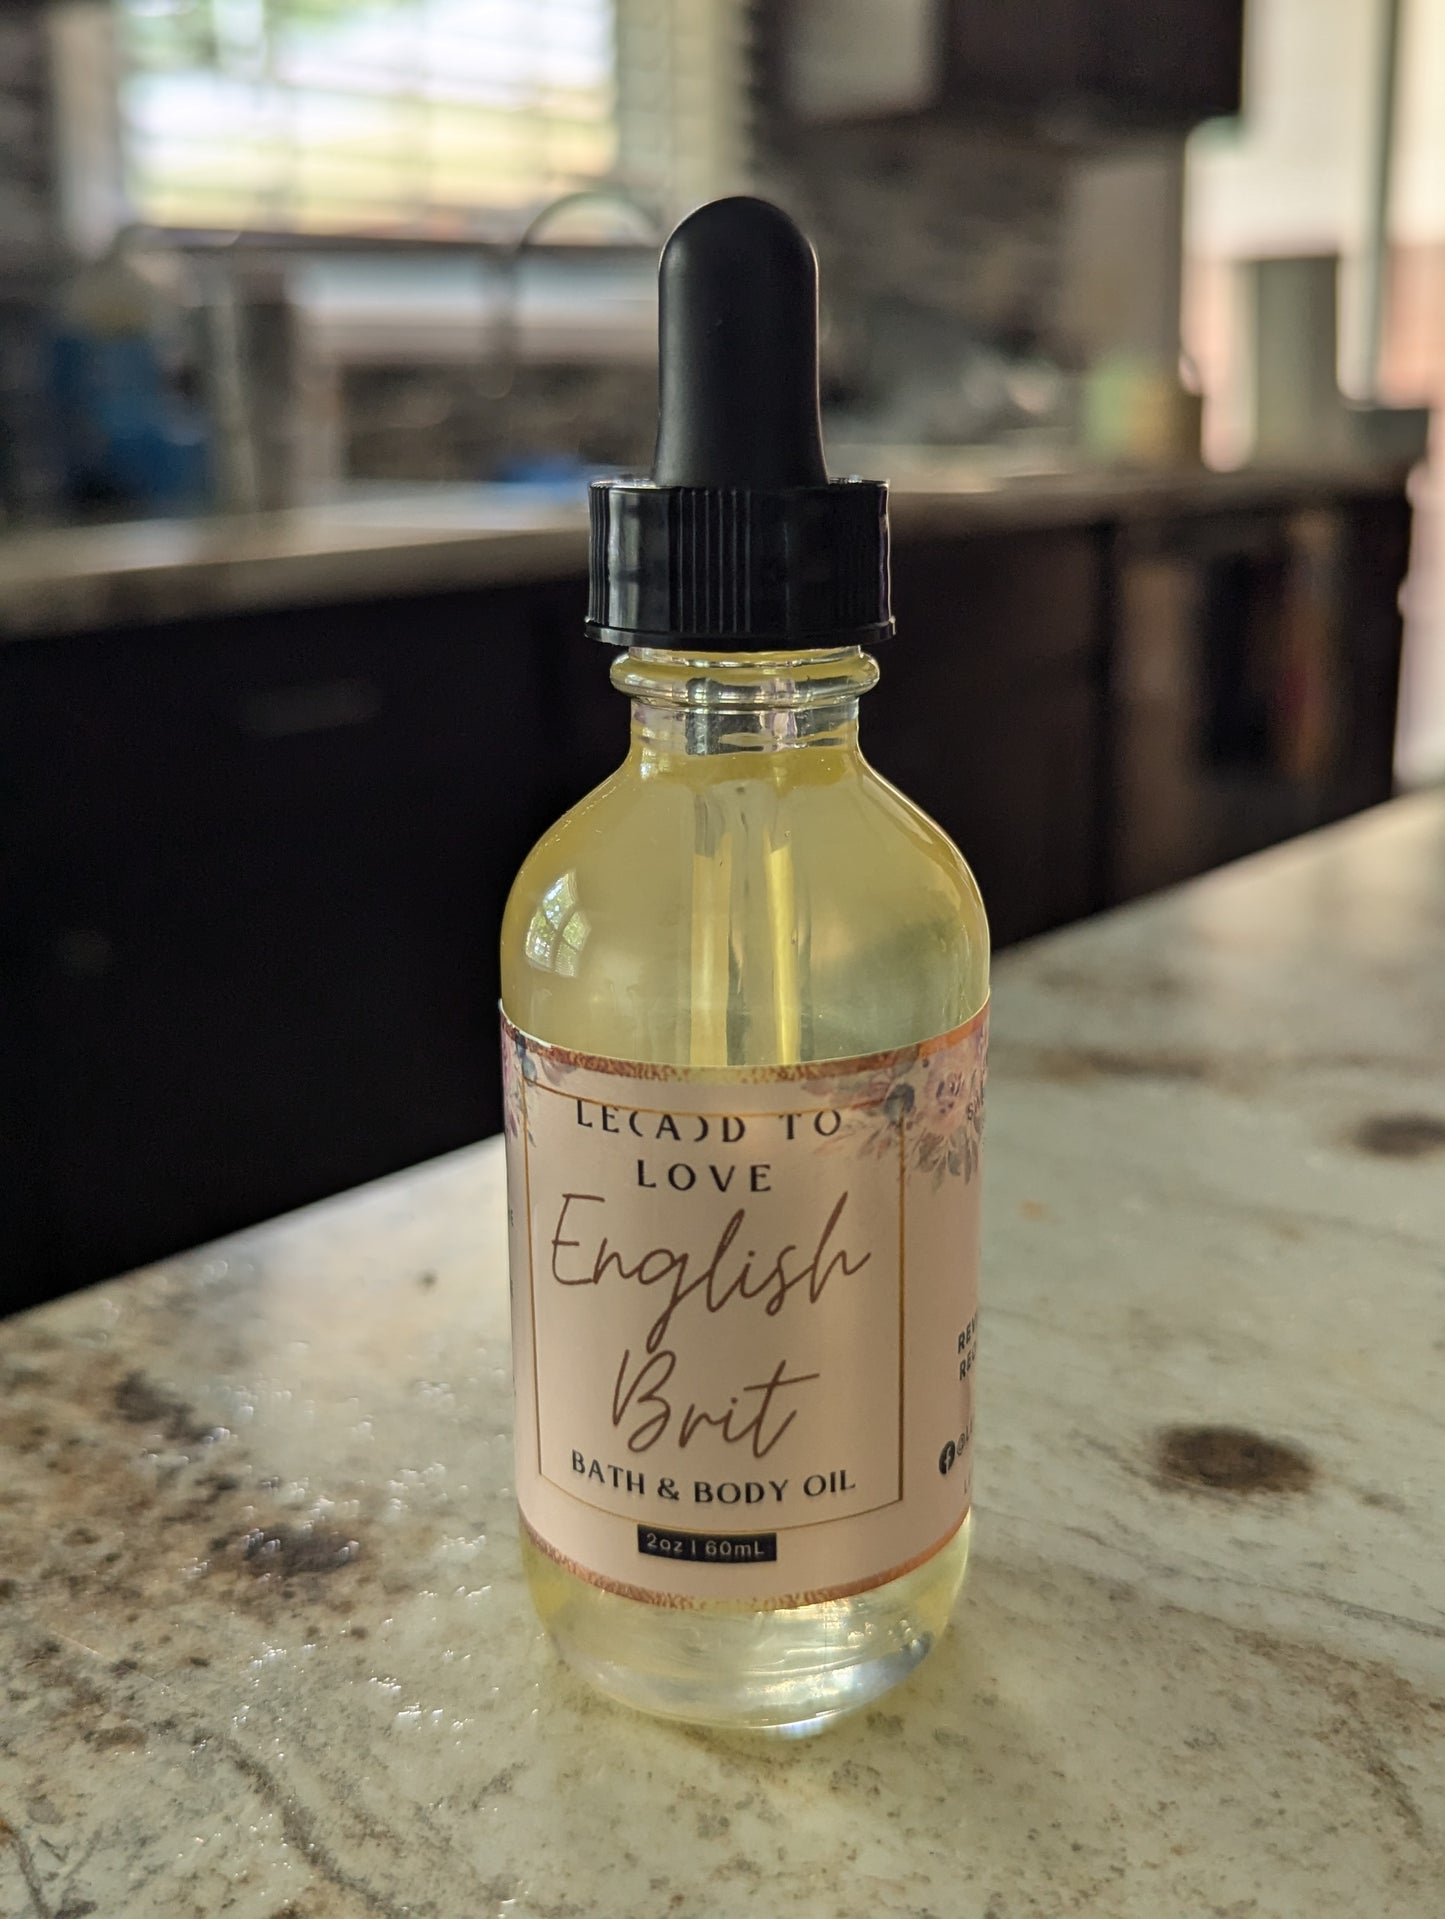 LE(A)D TO
LOVE
English
Brit
BATH & BODY OIL
2oz | 60mL